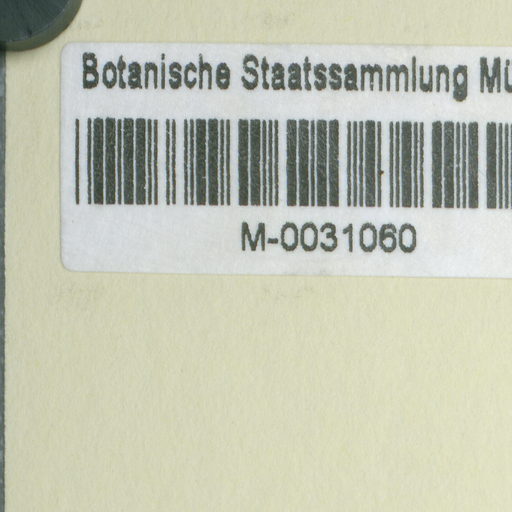 Botanische Staatssammlung Mü
M-0031060